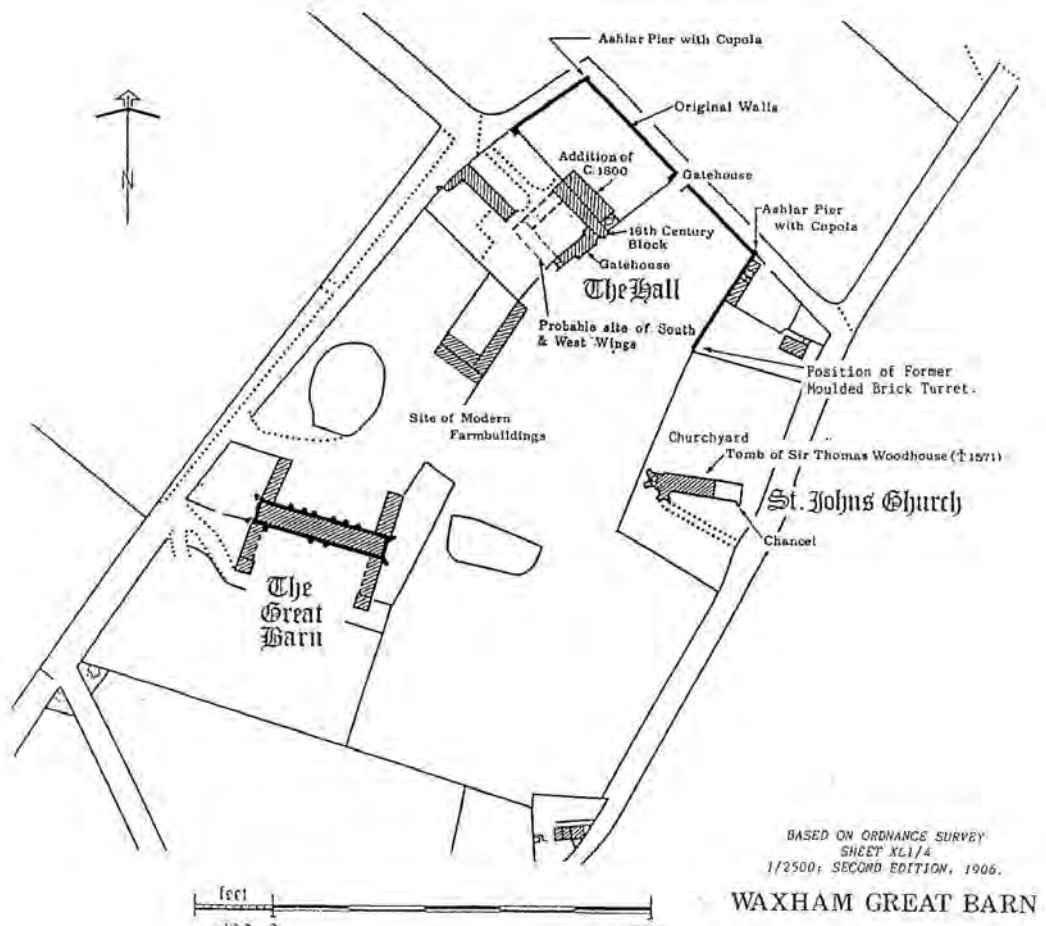 Ashlar Pier with Cupola
Original Walls
Addition of
C.1800
Gatehouse
Ashlar Pier
with Cupola
16th Century
Block
Gatehouse
The Hall
Probable site of South
& West Wings
Position of Former
Moulded Brick Turret.
Site of Modern
Farmbuildings
Churchyard
Tomb of Sir Thomas Woodhouse († 1571)
St. Johns Church
Chancel
The
Great
Barn
N
BASED ON ORDNANCE SURVEY
SHEET XLI/4
1/2500; SECOND EDITION, 1906.
WAXHAM GREAT BARN
feet